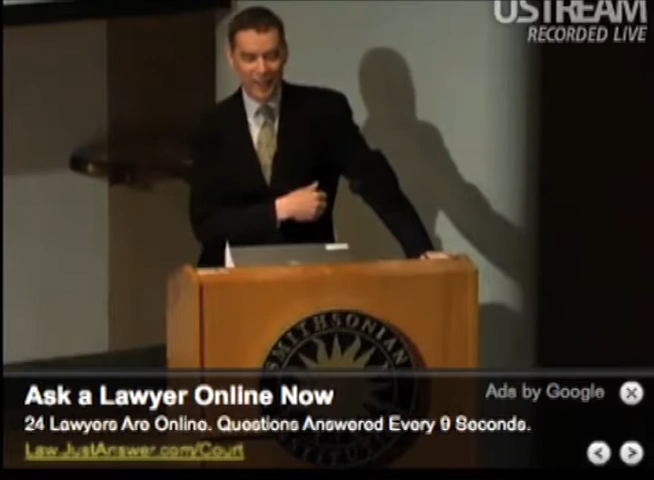 USTREAM
RECORDED LIVE
SMITHSONIAN
INSTITUTION
Ask a Lawyer Online Now
Ads by Google
24 Lawyers Are Online. Questions Answered Every 9 Seconds.
Law.JustAnswer.com/Court